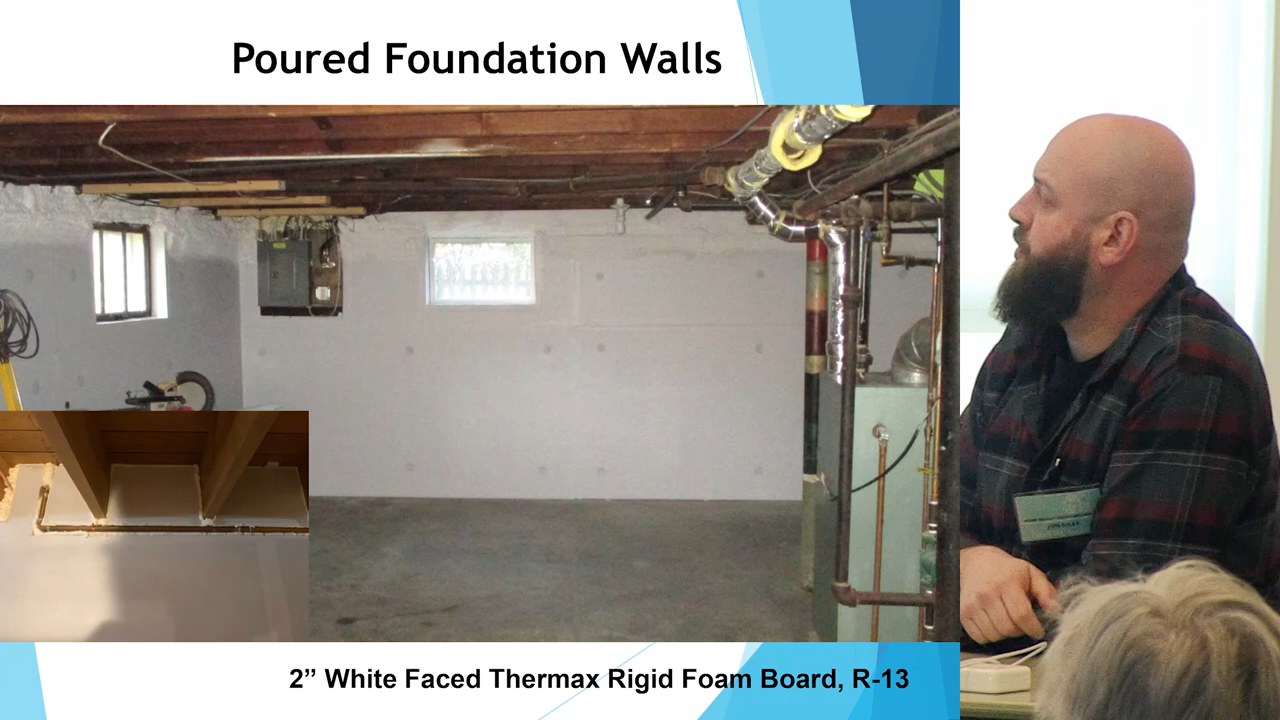 Poured Foundation Walls
2” White Faced Thermax Rigid Foam Board, R-13